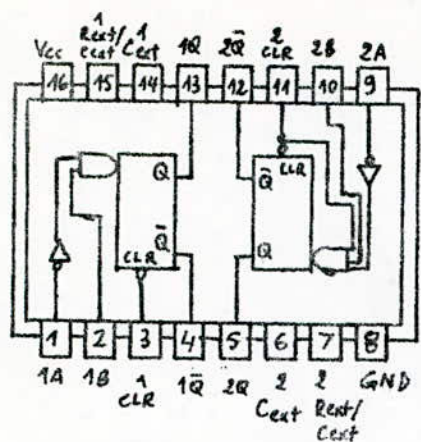 Vcc 1 Rext/Cext 1 Cext 1Q 2Q̅ 2 CLR 2B 2A
16 15 14 13 12 11 10 9
Q Q̅ CLR
Q̅ Q CLR
1 2 3 4 5 6 7 8
1A 1B 1 CLR 1Q̅ 2Q 2 Cext 2 Rext/Cext GND